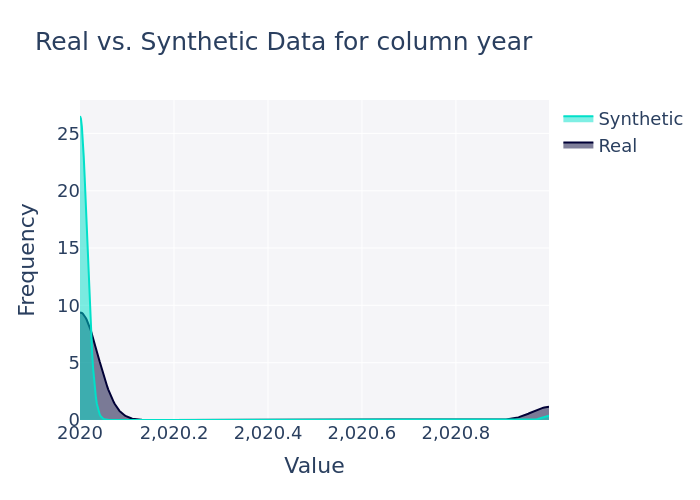 Real vs. Synthetic Data for column year
Synthetic
Real
Frequency
25
20
15
10
5
0
2020
2,020.2
2,020.4
2,020.6
2,020.8
Value